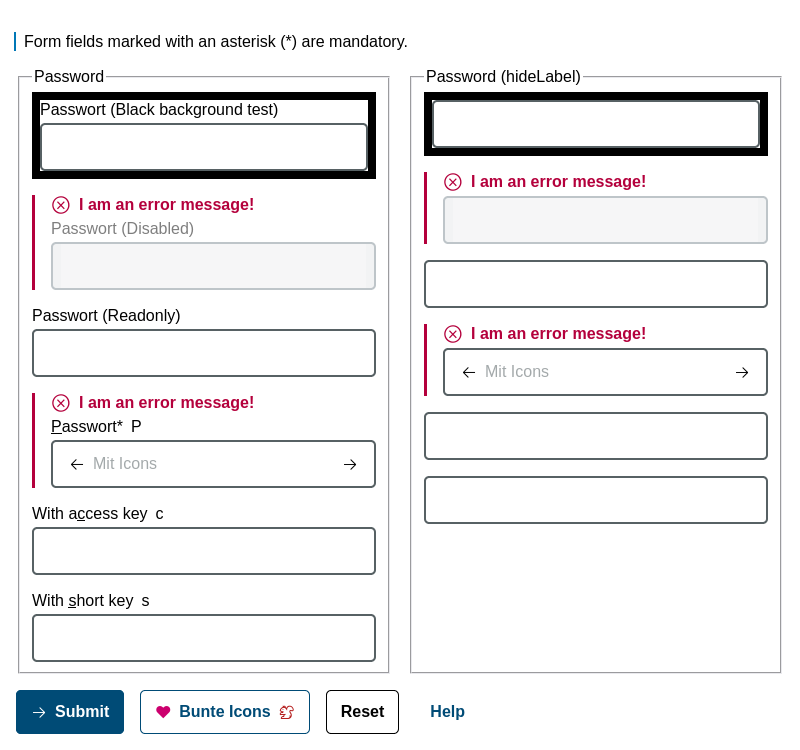 Form fields marked with an asterisk (*) are mandatory.
Password
Passwort (Black background test)
I am an error message!
Passwort (Disabled)
Passwort (Readonly)
I am an error message!
Passwort* P
Mit Icons
With access key c
With short key s
Password (hideLabel)
I am an error message!
I am an error message!
Mit Icons
Submit
Bunte Icons
Reset
Help